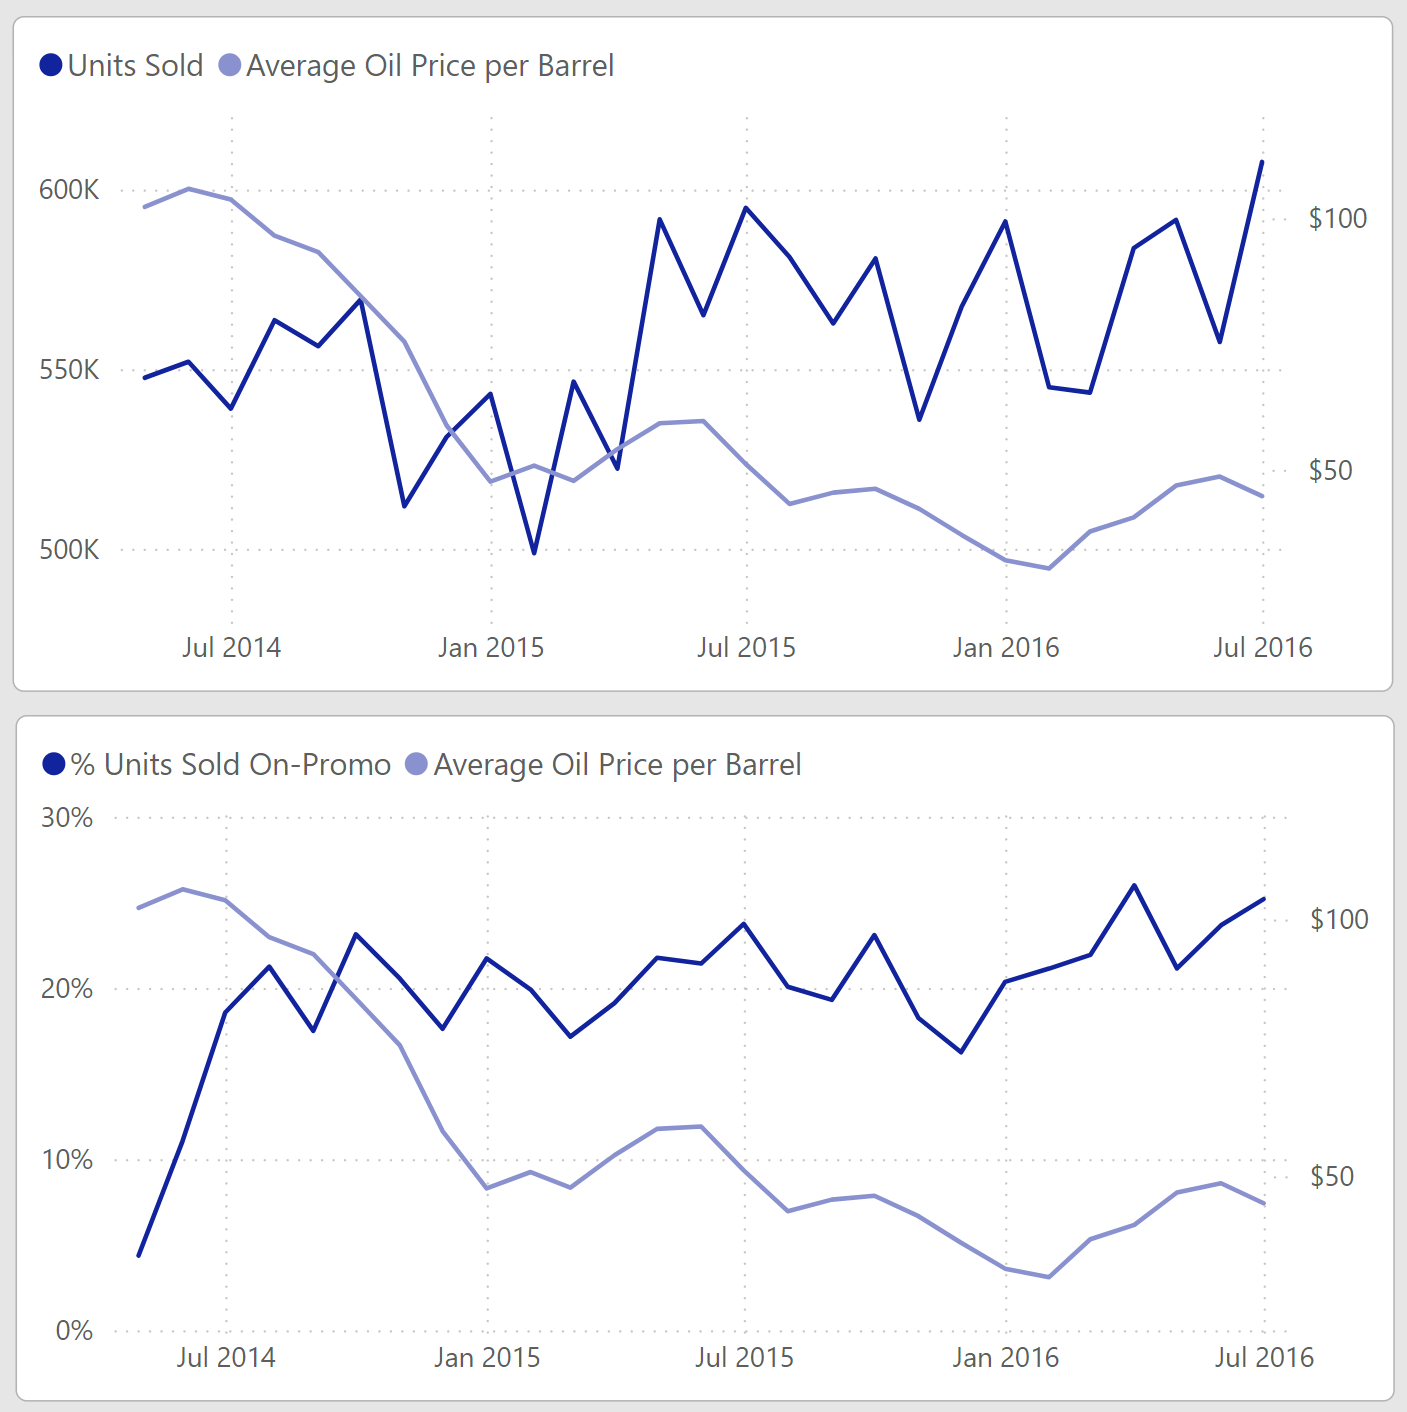 Units Sold Average Oil Price per Barrel
600K
$100
550K
$50
500K
Jul 2014 Jan 2015 Jul 2015 Jan 2016 Jul 2016
% Units Sold On-Promo Average Oil Price per Barrel
30%
$100
20%
10%
$50
0%
Jul 2014 Jan 2015 Jul 2015 Jan 2016 Jul 2016